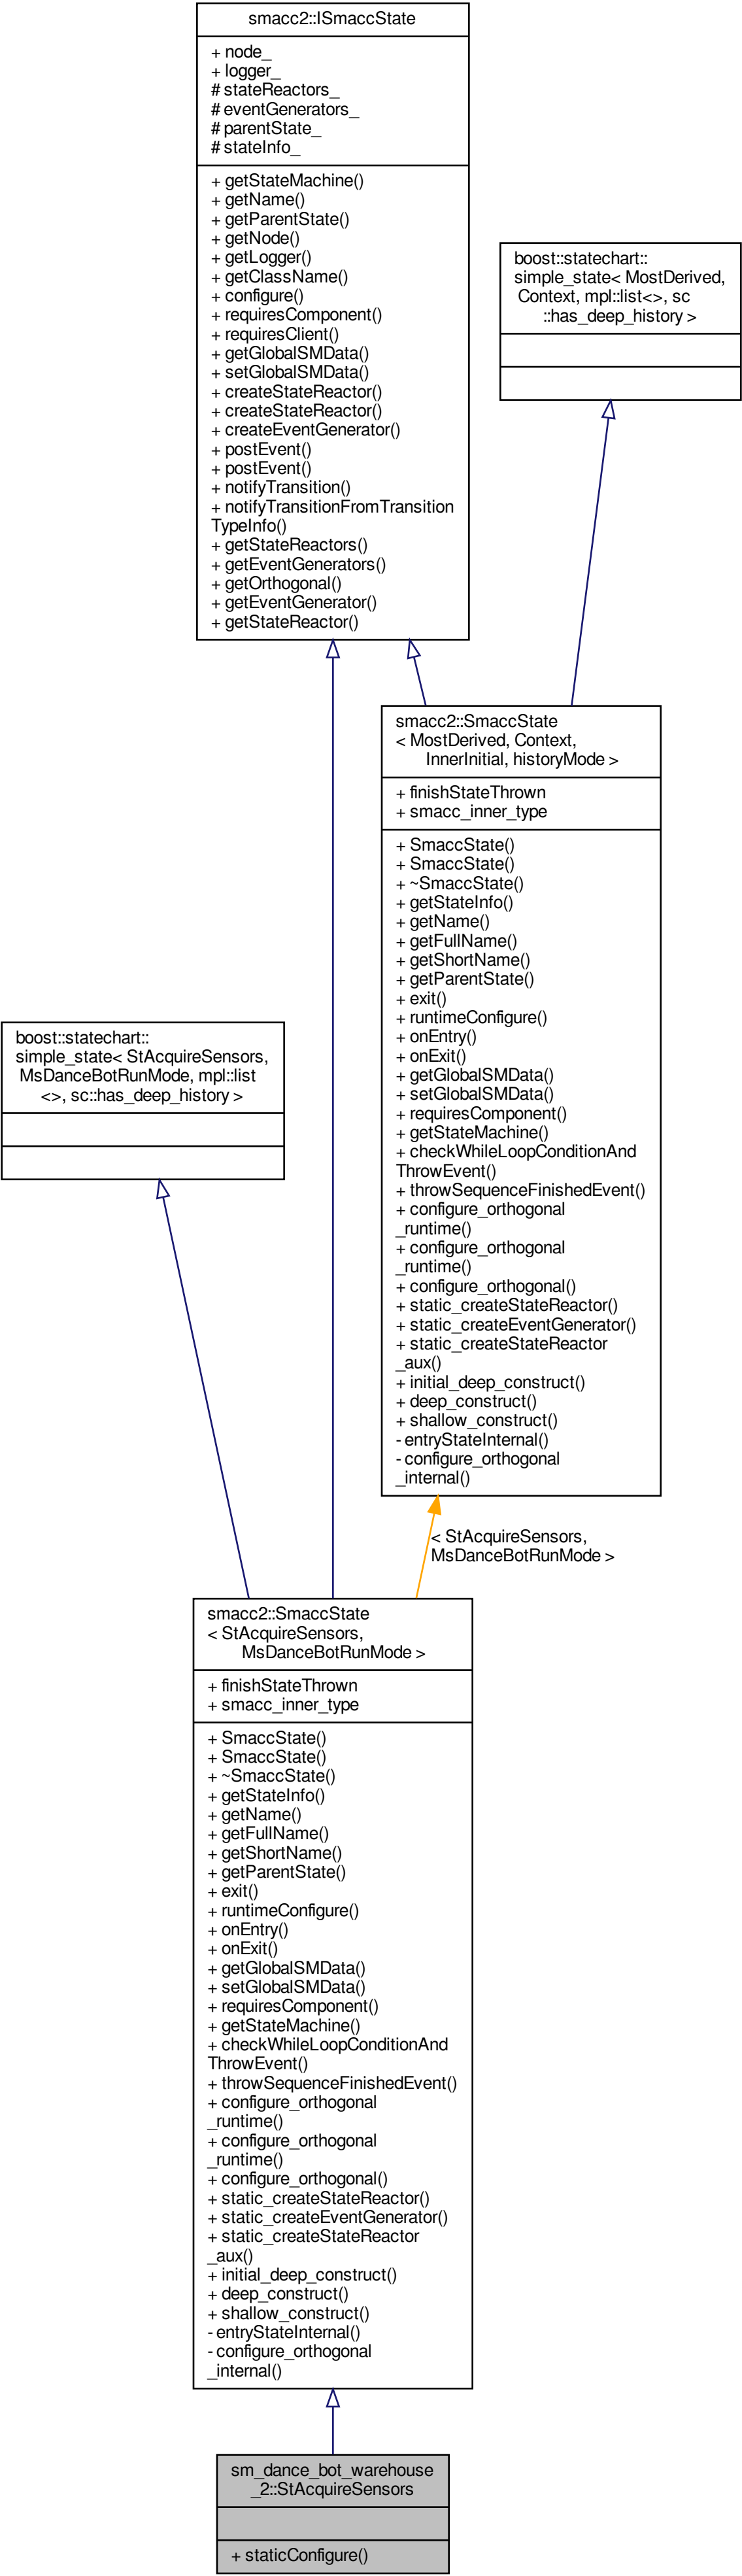 smacc2::ISmaccState
+ node_
+ logger_
# stateReactors_
# eventGenerators_
# parentState_
# stateInfo_
+ getStateMachine()
+ getName()
+ getParentState()
+ getNode()
+ getLogger()
+ getClassName()
+ configure()
+ requiresComponent()
+ requiresClient()
+ getGlobalSMData()
+ setGlobalSMData()
+ createStateReactor()
+ createStateReactor()
+ createEventGenerator()
+ postEvent()
+ postEvent()
+ notifyTransition()
+ notifyTransitionFromTransition
TypeInfo()
+ getStateReactors()
+ getEventGenerators()
+ getOrthogonal()
+ getEventGenerator()
+ getStateReactor()
boost::statechart::
simple_state< MostDerived,
Context, mpl::list<>, sc
::has_deep_history >
smacc2::SmaccState
< MostDerived, Context,
InnerInitial, historyMode >
+ finishStateThrown
+ smacc_inner_type
+ SmaccState()
+ SmaccState()
+ ~SmaccState()
+ getStateInfo()
+ getName()
+ getFullName()
+ getShortName()
+ getParentState()
+ exit()
+ runtimeConfigure()
+ onEntry()
+ onExit()
+ getGlobalSMData()
+ setGlobalSMData()
+ requiresComponent()
+ getStateMachine()
+ checkWhileLoopConditionAnd
ThrowEvent()
+ throwSequenceFinishedEvent()
+ configure_orthogonal
_runtime()
+ configure_orthogonal
_runtime()
+ configure_orthogonal()
+ static_createStateReactor()
+ static_createEventGenerator()
+ static_createStateReactor
_aux()
+ initial_deep_construct()
+ deep_construct()
+ shallow_construct()
- entryStateInternal()
- configure_orthogonal
_internal()
boost::statechart::
simple_state< StAcquireSensors,
MsDanceBotRunMode, mpl::list
<>, sc::has_deep_history >
< StAcquireSensors,
MsDanceBotRunMode >
smacc2::SmaccState
< StAcquireSensors,
MsDanceBotRunMode >
+ finishStateThrown
+ smacc_inner_type
+ SmaccState()
+ SmaccState()
+ ~SmaccState()
+ getStateInfo()
+ getName()
+ getFullName()
+ getShortName()
+ getParentState()
+ exit()
+ runtimeConfigure()
+ onEntry()
+ onExit()
+ getGlobalSMData()
+ setGlobalSMData()
+ requiresComponent()
+ getStateMachine()
+ checkWhileLoopConditionAnd
ThrowEvent()
+ throwSequenceFinishedEvent()
+ configure_orthogonal
_runtime()
+ configure_orthogonal
_runtime()
+ configure_orthogonal()
+ static_createStateReactor()
+ static_createEventGenerator()
+ static_createStateReactor
_aux()
+ initial_deep_construct()
+ deep_construct()
+ shallow_construct()
- entryStateInternal()
- configure_orthogonal
_internal()
sm_dance_bot_warehouse
_2::StAcquireSensors
+ staticConfigure()